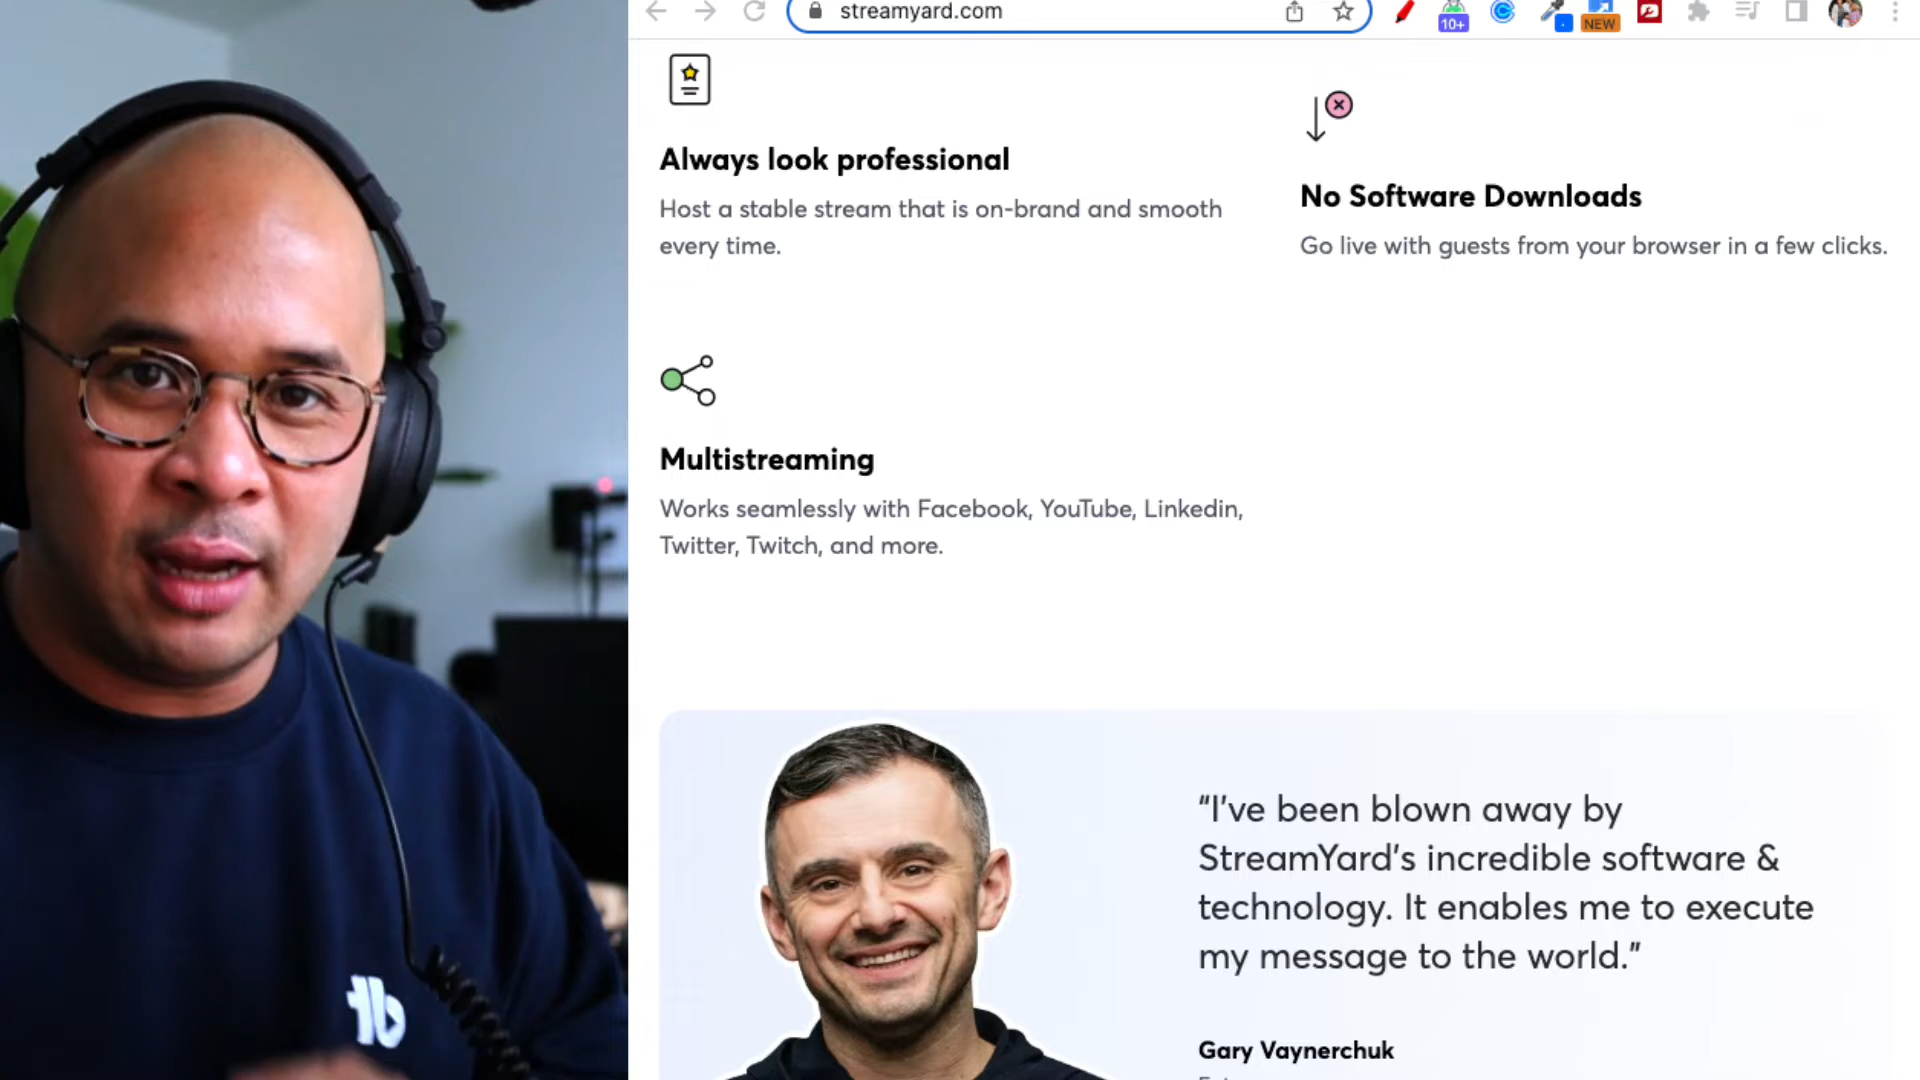 streamyard.com
10+
NEW
Always look professional
Host a stable stream that is on-brand and smooth
every time.
No Software Downloads
Go live with guests from your browser in a few clicks.
Multistreaming
Works seamlessly with Facebook, YouTube, Linkedin,
Twitter, Twitch, and more.
"I've been blown away by
StreamYard's incredible software &
technology. It enables me to execute
my message to the world."
Gary Vaynerchuk
tb